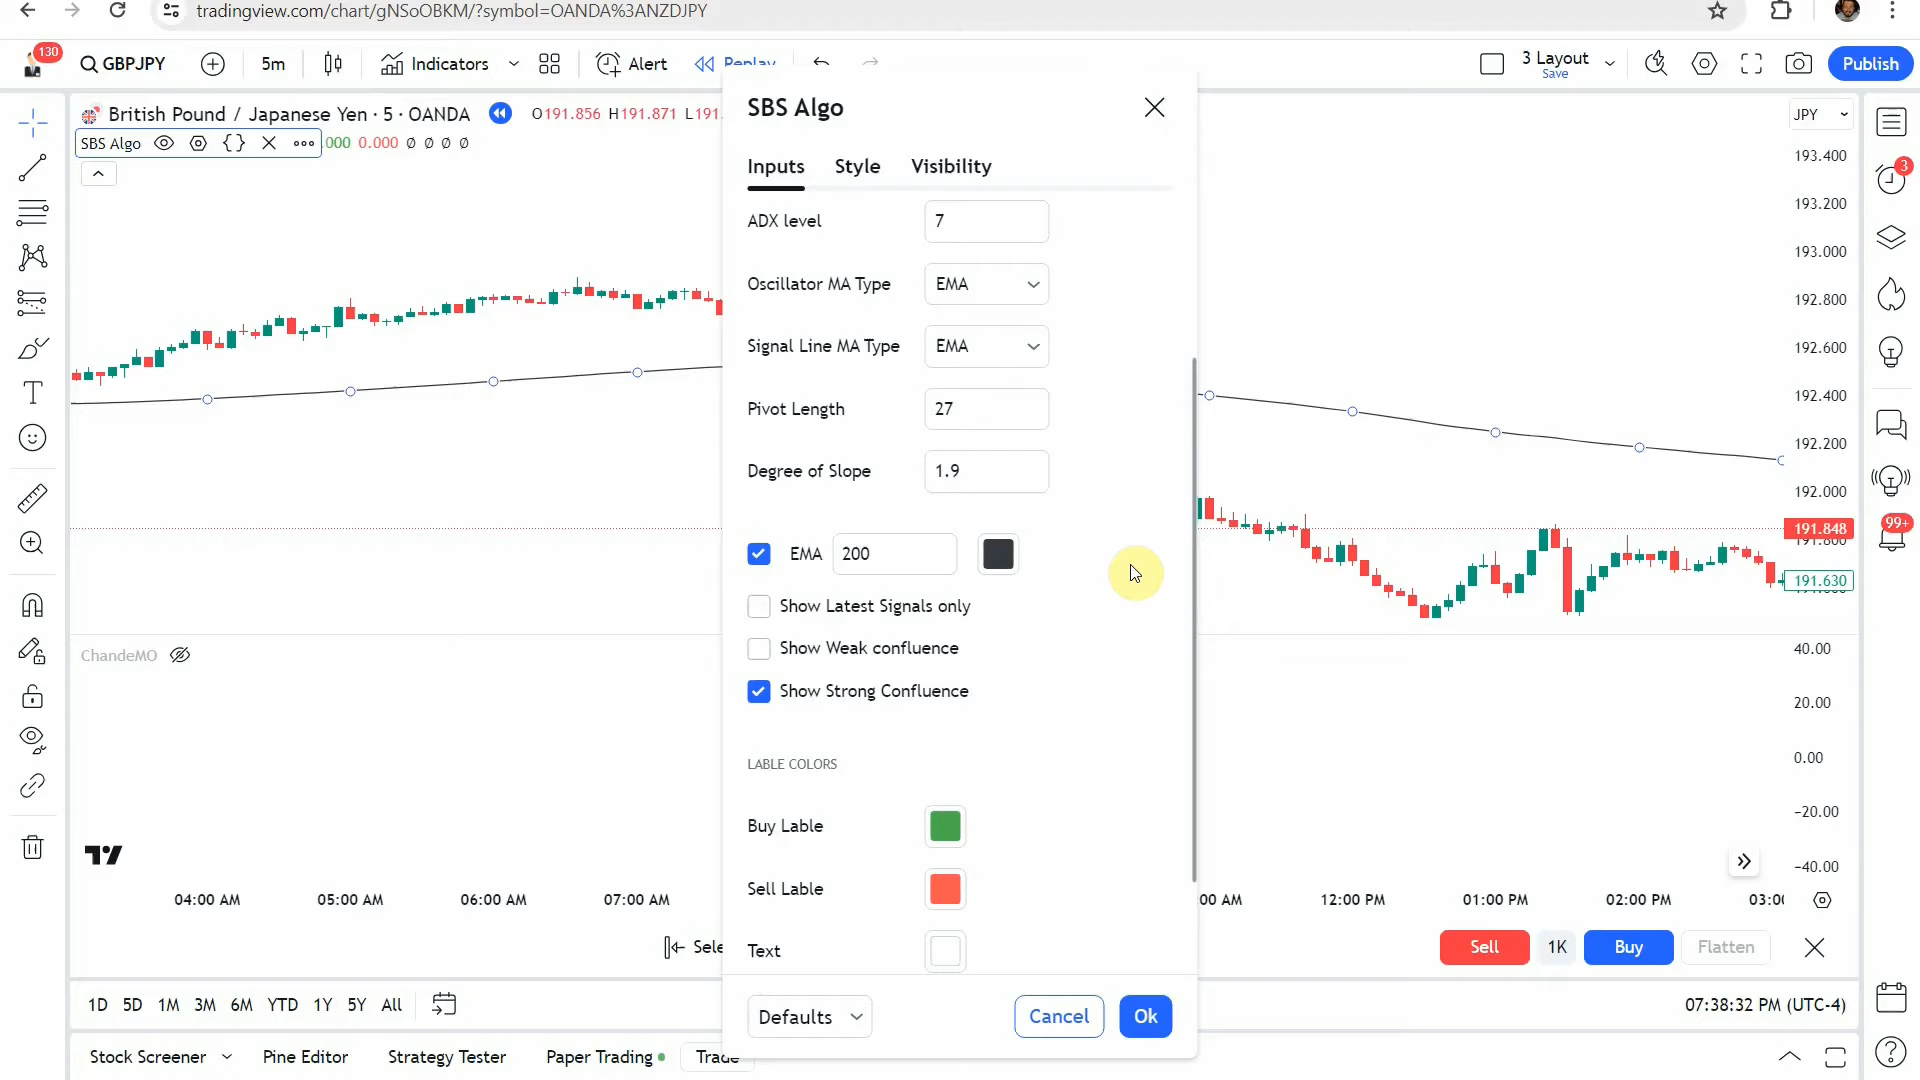 tradingview.com/chart/gNSoOBKM/?symbol=OANDA%3ANZDJPY
130
GBPJPY
5m
Indicators
Alert
Replay
3 Layout
Save
Publish
British Pound / Japanese Yen · 5 · OANDA
O191.856 H191.871 L191.
SBS Algo
.000 0.000 Ø Ø Ø Ø
SBS Algo
Inputs
Style
Visibility
ADX level
7
Oscillator MA Type
EMA
Signal Line MA Type
EMA
Pivot Length
27
Degree of Slope
1.9
EMA
200
Show Latest Signals only
Show Weak confluence
Show Strong Confluence
LABLE COLORS
Buy Lable
Sell Lable
Text
Defaults
Cancel
Ok
JPY
193.400
193.200
193.000
192.800
192.600
192.400
192.200
192.000
191.848
191.800
191.630
3
99+
ChandeMO
40.00
20.00
0.00
−20.00
−40.00
04:00 AM
05:00 AM
06:00 AM
07:00 AM
:00 AM
12:00 PM
01:00 PM
02:00 PM
03:0
Sele
Sell
1K
Buy
Flatten
1D 5D 1M 3M 6M YTD 1Y 5Y All
07:38:32 PM (UTC-4)
Stock Screener
Pine Editor
Strategy Tester
Paper Trading
Trade